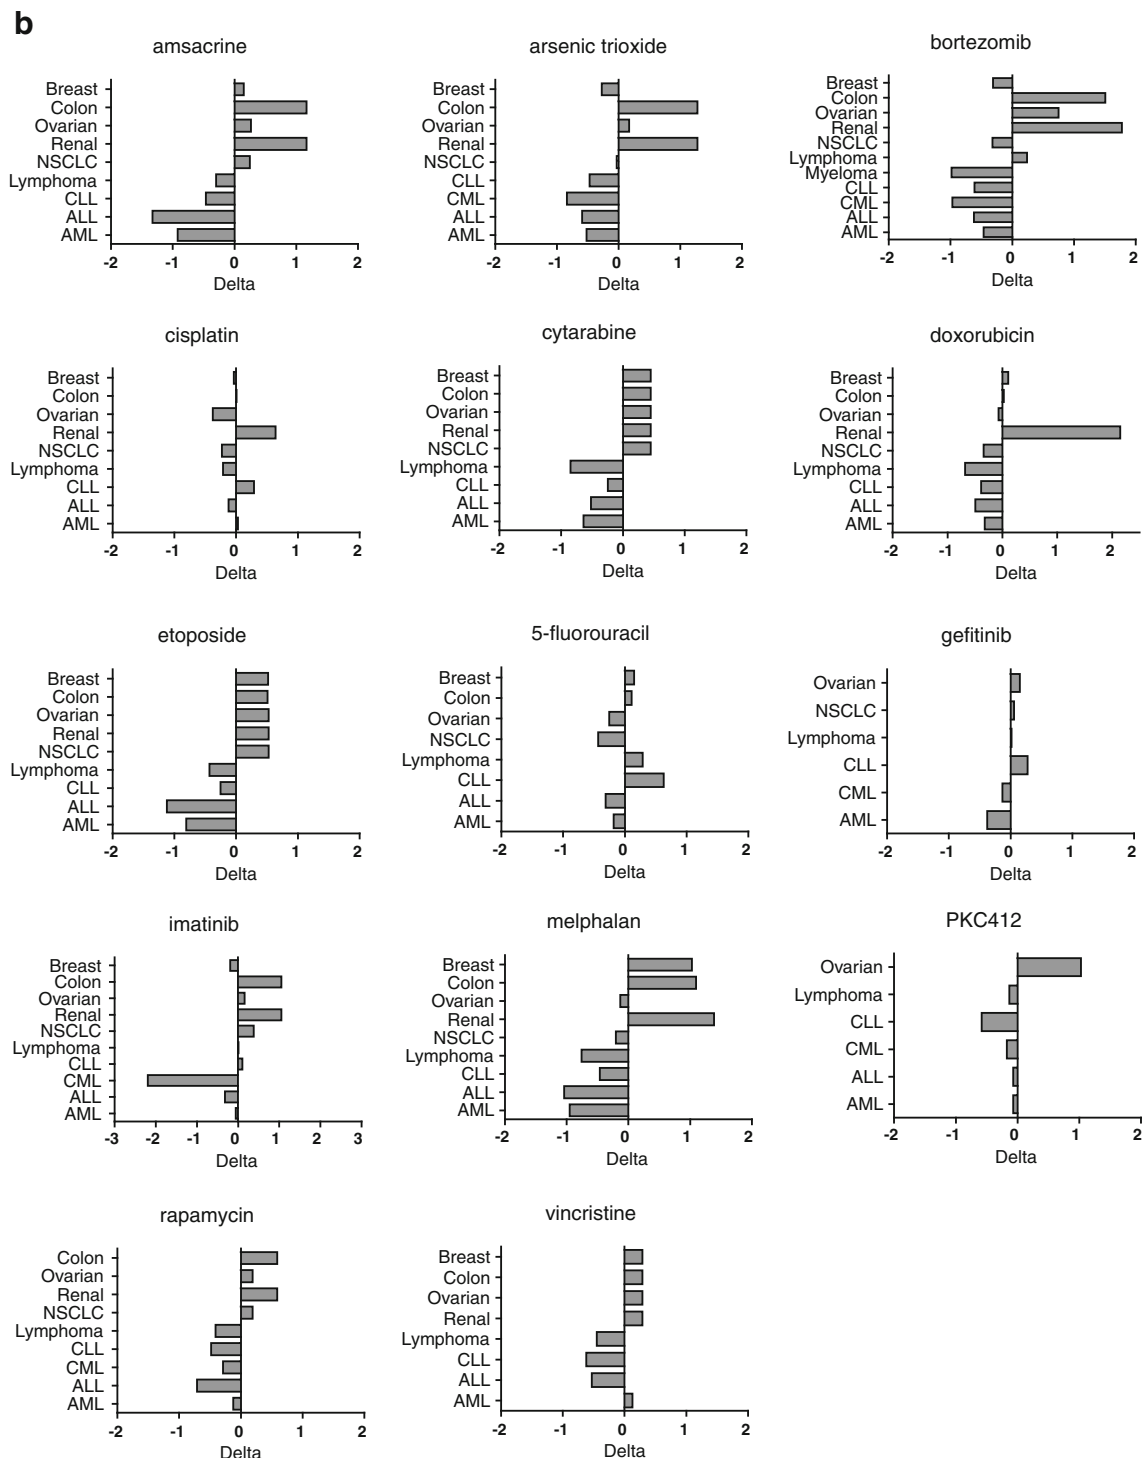 b
amsacrine
Breast
Colon
Ovarian
Renal
NSCLC
Lymphoma
CLL
ALL
AML
-2 -1 0 1 2
Delta
arsenic trioxide
Breast
Colon
Ovarian
Renal
NSCLC
CLL
CML
ALL
AML
-2 -1 0 1 2
Delta
bortezomib
Breast
Colon
Ovarian
Renal
NSCLC
Lymphoma
Myeloma
CLL
CML
ALL
AML
-2 -1 0 1 2
Delta
cisplatin
Breast
Colon
Ovarian
Renal
NSCLC
Lymphoma
CLL
ALL
AML
-2 -1 0 1 2
Delta
cytarabine
Breast
Colon
Ovarian
Renal
NSCLC
Lymphoma
CLL
ALL
AML
-2 -1 0 1 2
Delta
doxorubicin
Breast
Colon
Ovarian
Renal
NSCLC
Lymphoma
CLL
ALL
AML
-2 -1 0 1 2
Delta
etoposide
Breast
Colon
Ovarian
Renal
NSCLC
Lymphoma
CLL
ALL
AML
-2 -1 0 1 2
Delta
5-fluorouracil
Breast
Colon
Ovarian
NSCLC
Lymphoma
CLL
ALL
AML
-2 -1 0 1 2
Delta
gefitinib
Ovarian
NSCLC
Lymphoma
CLL
CML
AML
-2 -1 0 1 2
Delta
imatinib
Breast
Colon
Ovarian
Renal
NSCLC
Lymphoma
CLL
CML
ALL
AML
-3 -2 -1 0 1 2 3
Delta
melphalan
Breast
Colon
Ovarian
Renal
NSCLC
Lymphoma
CLL
ALL
AML
-2 -1 0 1 2
Delta
PKC412
Ovarian
Lymphoma
CLL
CML
ALL
AML
-2 -1 0 1 2
Delta
rapamycin
Colon
Ovarian
Renal
NSCLC
Lymphoma
CLL
CML
ALL
AML
-2 -1 0 1 2
Delta
vincristine
Breast
Colon
Ovarian
Renal
Lymphoma
CLL
ALL
AML
-2 -1 0 1 2
Delta